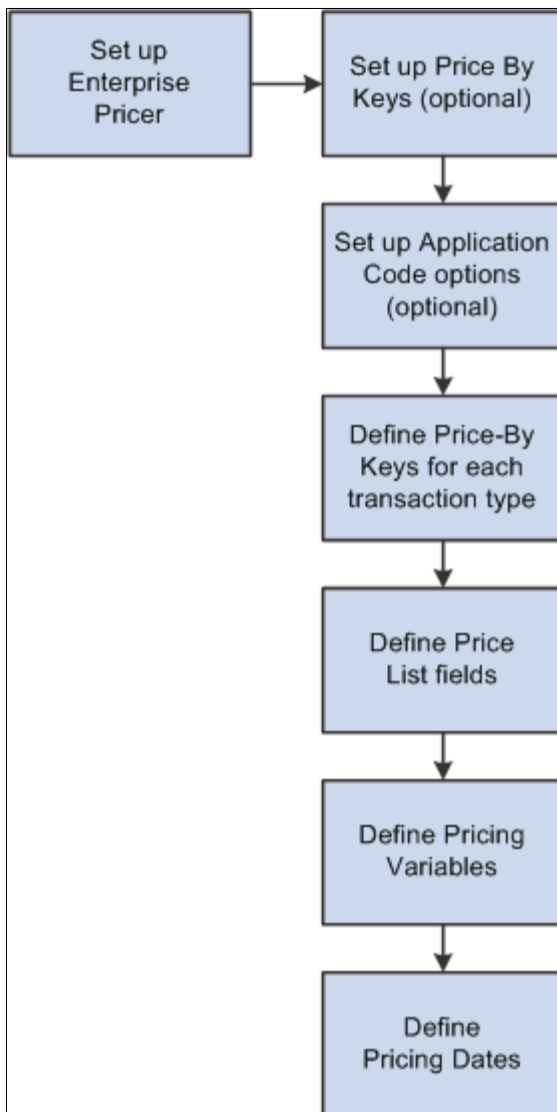 Set up
Enterprise
Pricer
Set up Price By
Keys (optional)
Set up Application
Code options
(optional)
Define Price-By
Keys for each
transaction type
Define Price
List fields
Define Pricing
Variables
Define
Pricing Dates